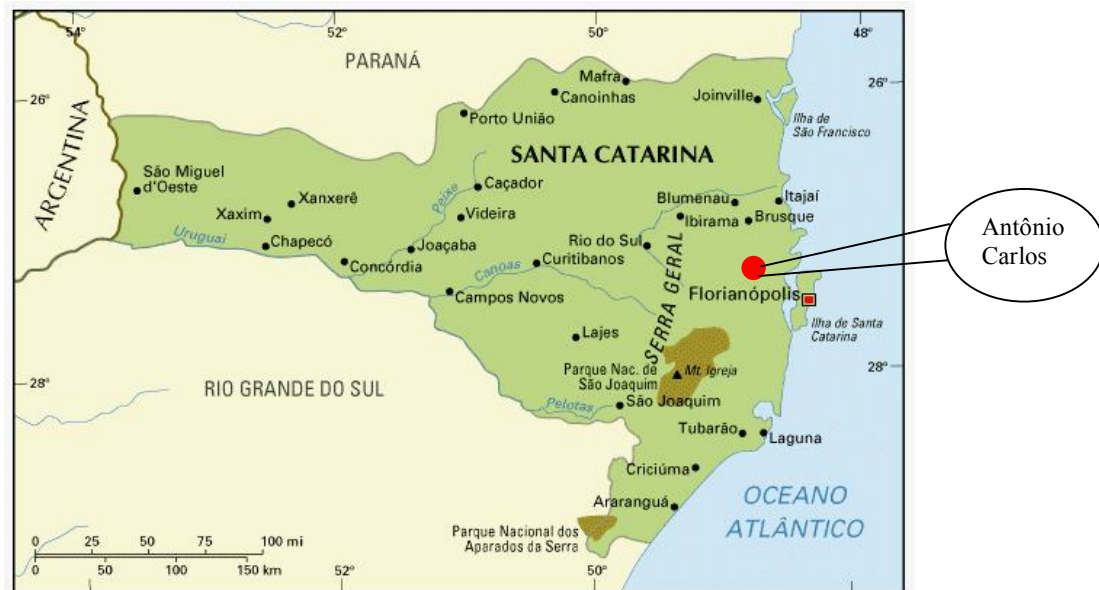 54°
52°
50°
48°
PARANÁ
26°
26°
ARGENTINA
Mafra
Canoinhas
Joinville
Porto União
Ilha de
São Francisco
SANTA CATARINA
São Miguel
d'Oeste
Xanxerê
Xaxim
Peixe
Caçador
Videira
Blumenau
Itajaí
Ibirama
Brusque
Antônio
Carlos
Uruguai
Chapecó
Joaçaba
Rio do Sul
Concórdia
Canoas
Curitibanos
SERRA GERAL
Campos Novos
Florianópolis
Ilha de Santa
Catarina
Lajes
Parque Nac. de
São Joaquim
Mt. Igreja
28°
28°
RIO GRANDE DO SUL
Pelotas
São Joaquim
Tubarão
Laguna
Criciúma
Araranguá
OCEANO
ATLÂNTICO
Parque Nacional dos
Aparados da Serra
0 25 50 75 100 mi
0 50 100 150 km
52°
50°